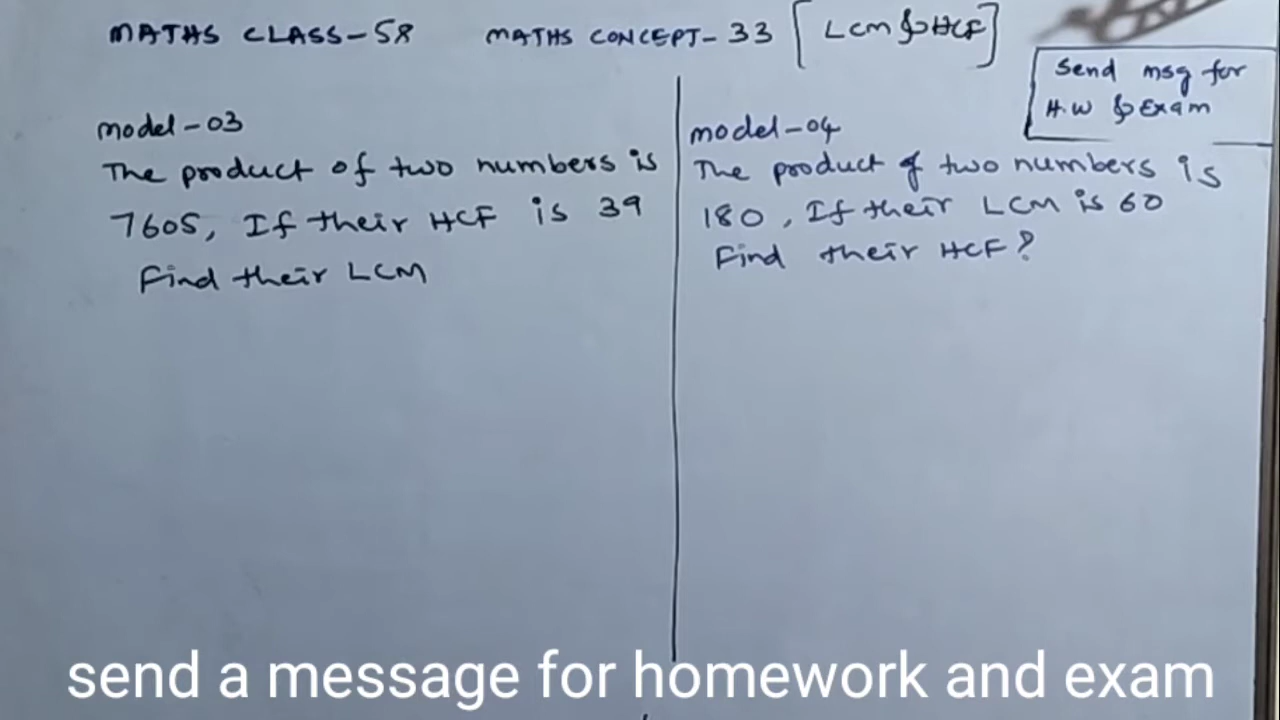 MATHS CLASS-58 MATHS CONCEPT-33 [LCM & HCF]
Send msg for
H.W & Exam
model-03
The product of two numbers is
7605, If their HCF is 39
Find their LCM
model-04
The product of two numbers is
180, If their LCM is 60
Find their HCF?
send a message for homework and exam